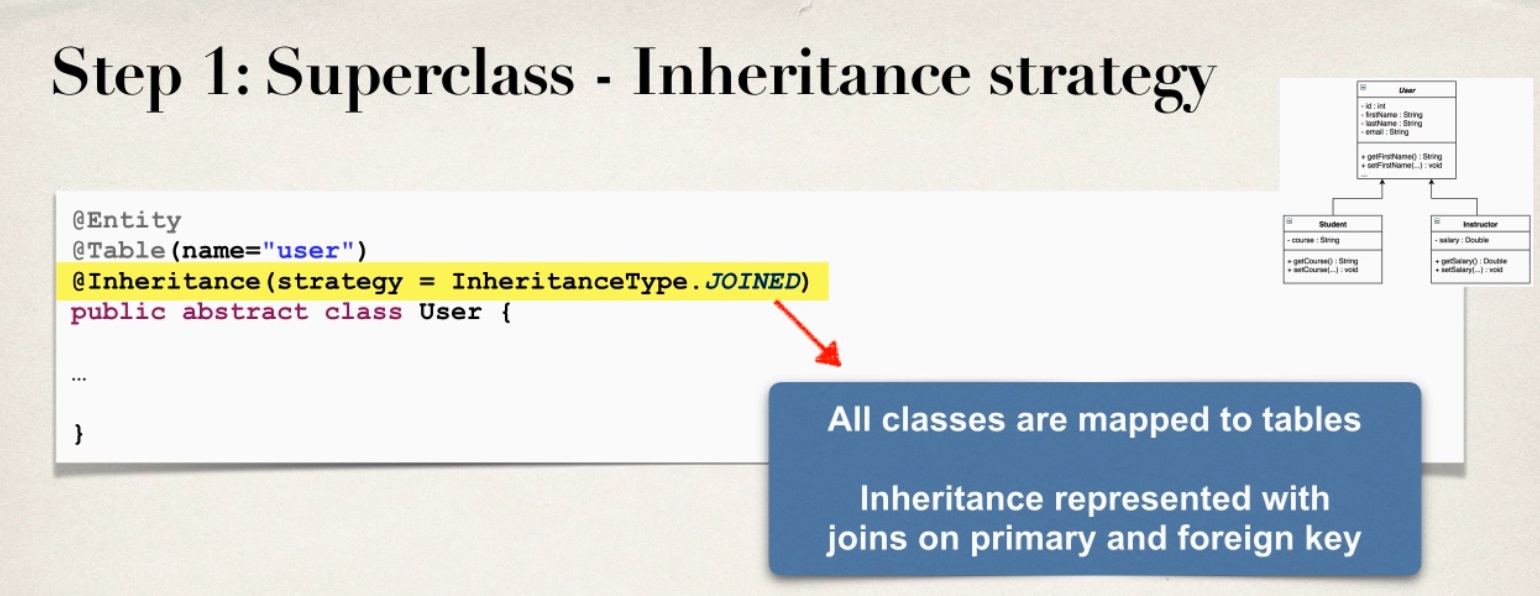 Step 1: Superclass - Inheritance strategy
@Entity
@Table(name="user")
@Inheritance(strategy = InheritanceType.JOINED)
public abstract class User {
...
}
All classes are mapped to tables
Inheritance represented with
joins on primary and foreign key
User
- id : int
- firstName : String
- lastName : String
- email : String
+ getFirstName() : String
+ setFirstName(...) : void
...
Student
- course : String
+ getCourse() : String
+ setCourse(...) : void
Instructor
- salary : Double
+ getSalary() : Double
+ setSalary(...) : void